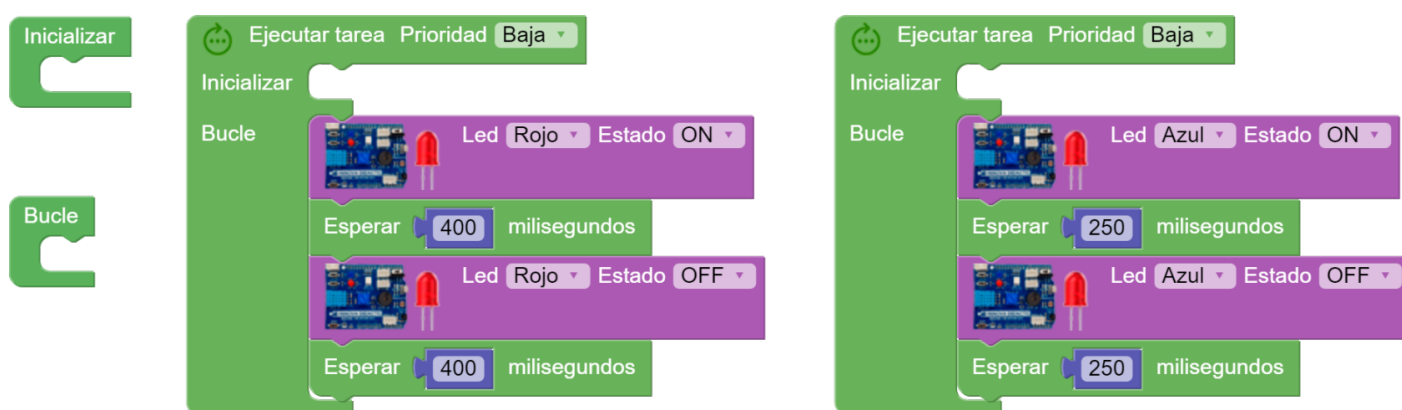 Inicializar
Bucle
Ejecutar tarea Prioridad Baja
Inicializar
Bucle
Led Rojo Estado ON
Esperar 400 milisegundos
Led Rojo Estado OFF
Esperar 400 milisegundos
Ejecutar tarea Prioridad Baja
Inicializar
Bucle
Led Azul Estado ON
Esperar 250 milisegundos
Led Azul Estado OFF
Esperar 250 milisegundos